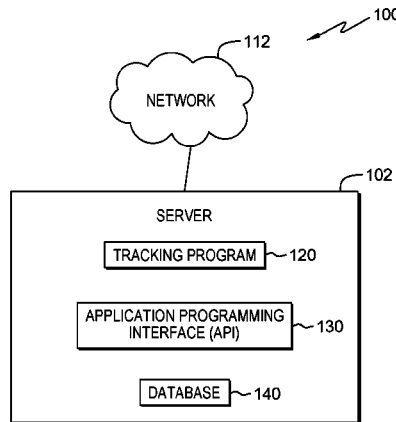 100
112
NETWORK
102
SERVER
TRACKING PROGRAM
120
APPLICATION PROGRAMMING
INTERFACE (API)
130
DATABASE
140